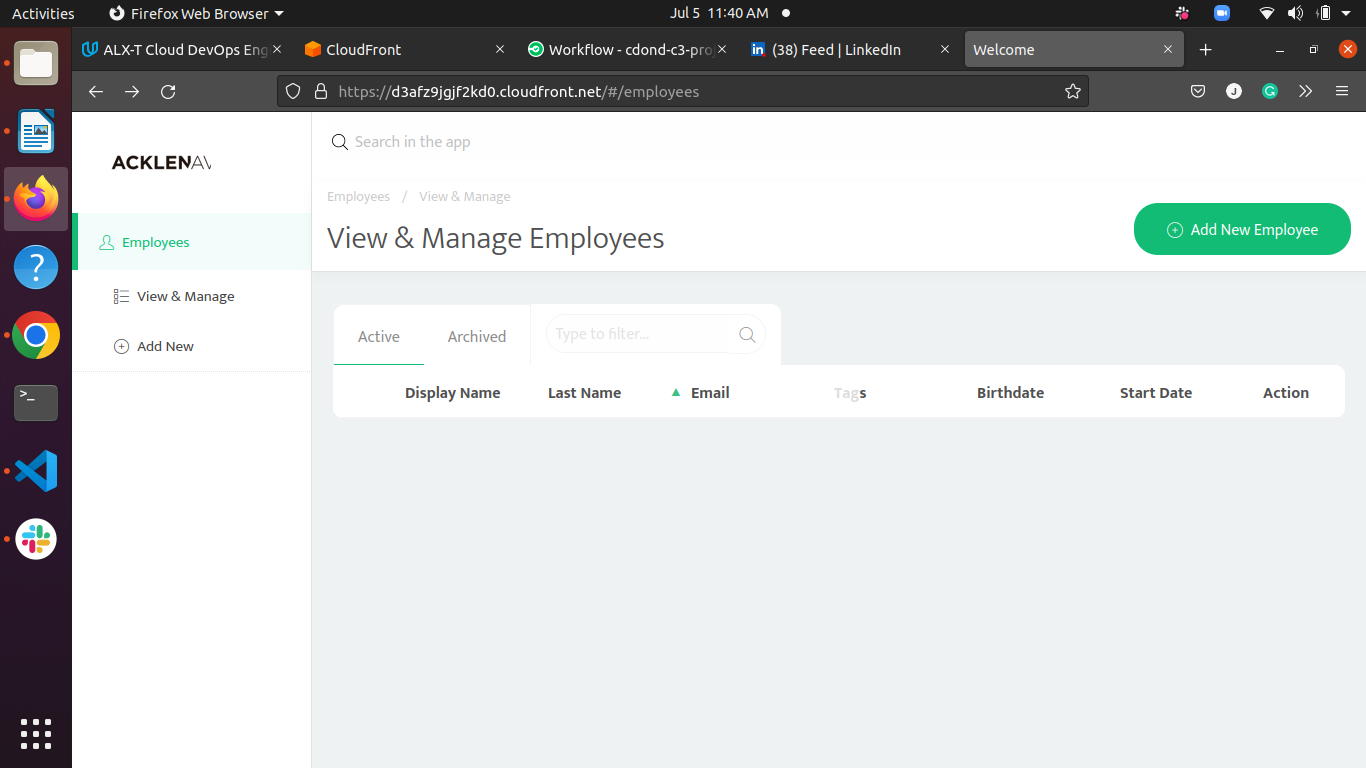 Activities Firefox Web Browser Jul 5 11:40 AM
ALX-T Cloud DevOps Eng CloudFront Workflow - cdond-c3-pro (38) Feed | LinkedIn Welcome
https://d3afz9jgjf2kd0.cloudfront.net/#/employees J
ACKLENAV
Search in the app
Employees / View & Manage
View & Manage Employees
Add New Employee
Employees
View & Manage
Add New
Active Archived Type to filter...
Display Name Last Name Email Tags Birthdate Start Date Action